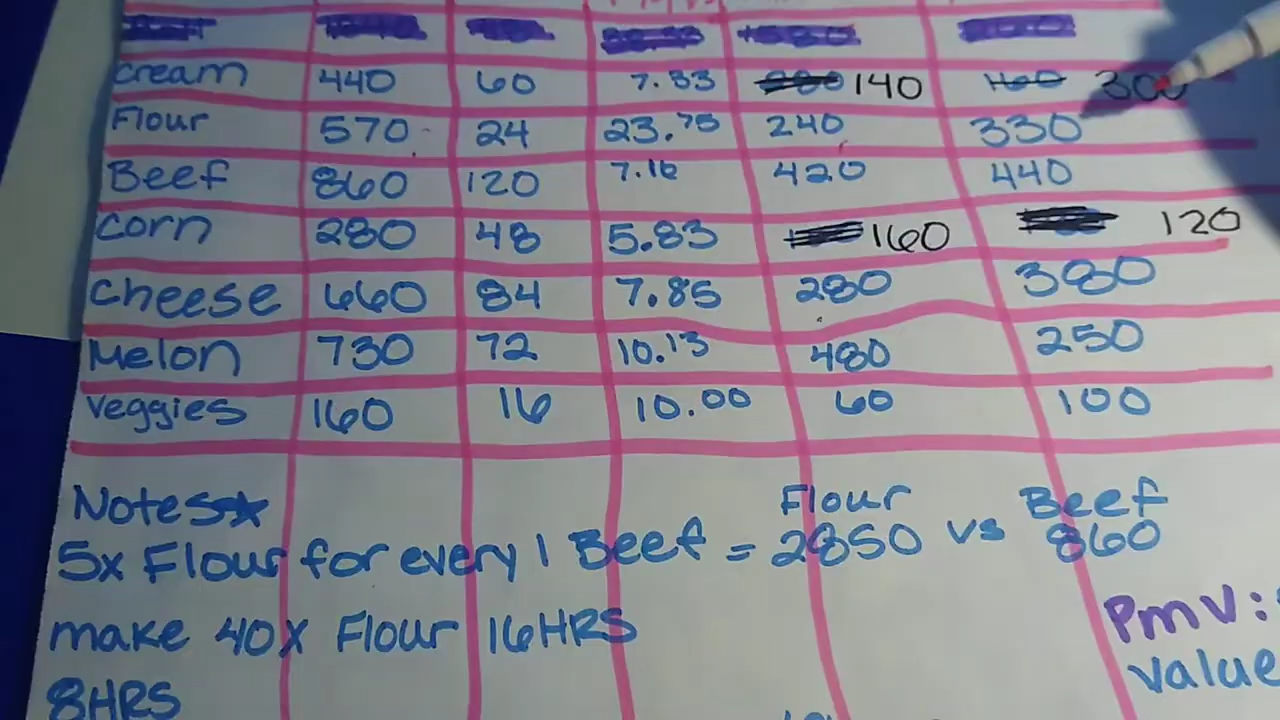 cream 440 60 7.33 140 160 300
Flour 570 24 23.75 240 330
Beef 860 120 7.16 420 440
corn 280 48 5.83 160 120
cheese 660 84 7.85 280 380
Melon 730 72 10.13 480 250
veggies 160 16 10.00 60 100
Notes
Flour Beef
5x Flour for every 1 Beef = 2850 vs 860
make 40x Flour 16HRS
PMV:
8HRS
value